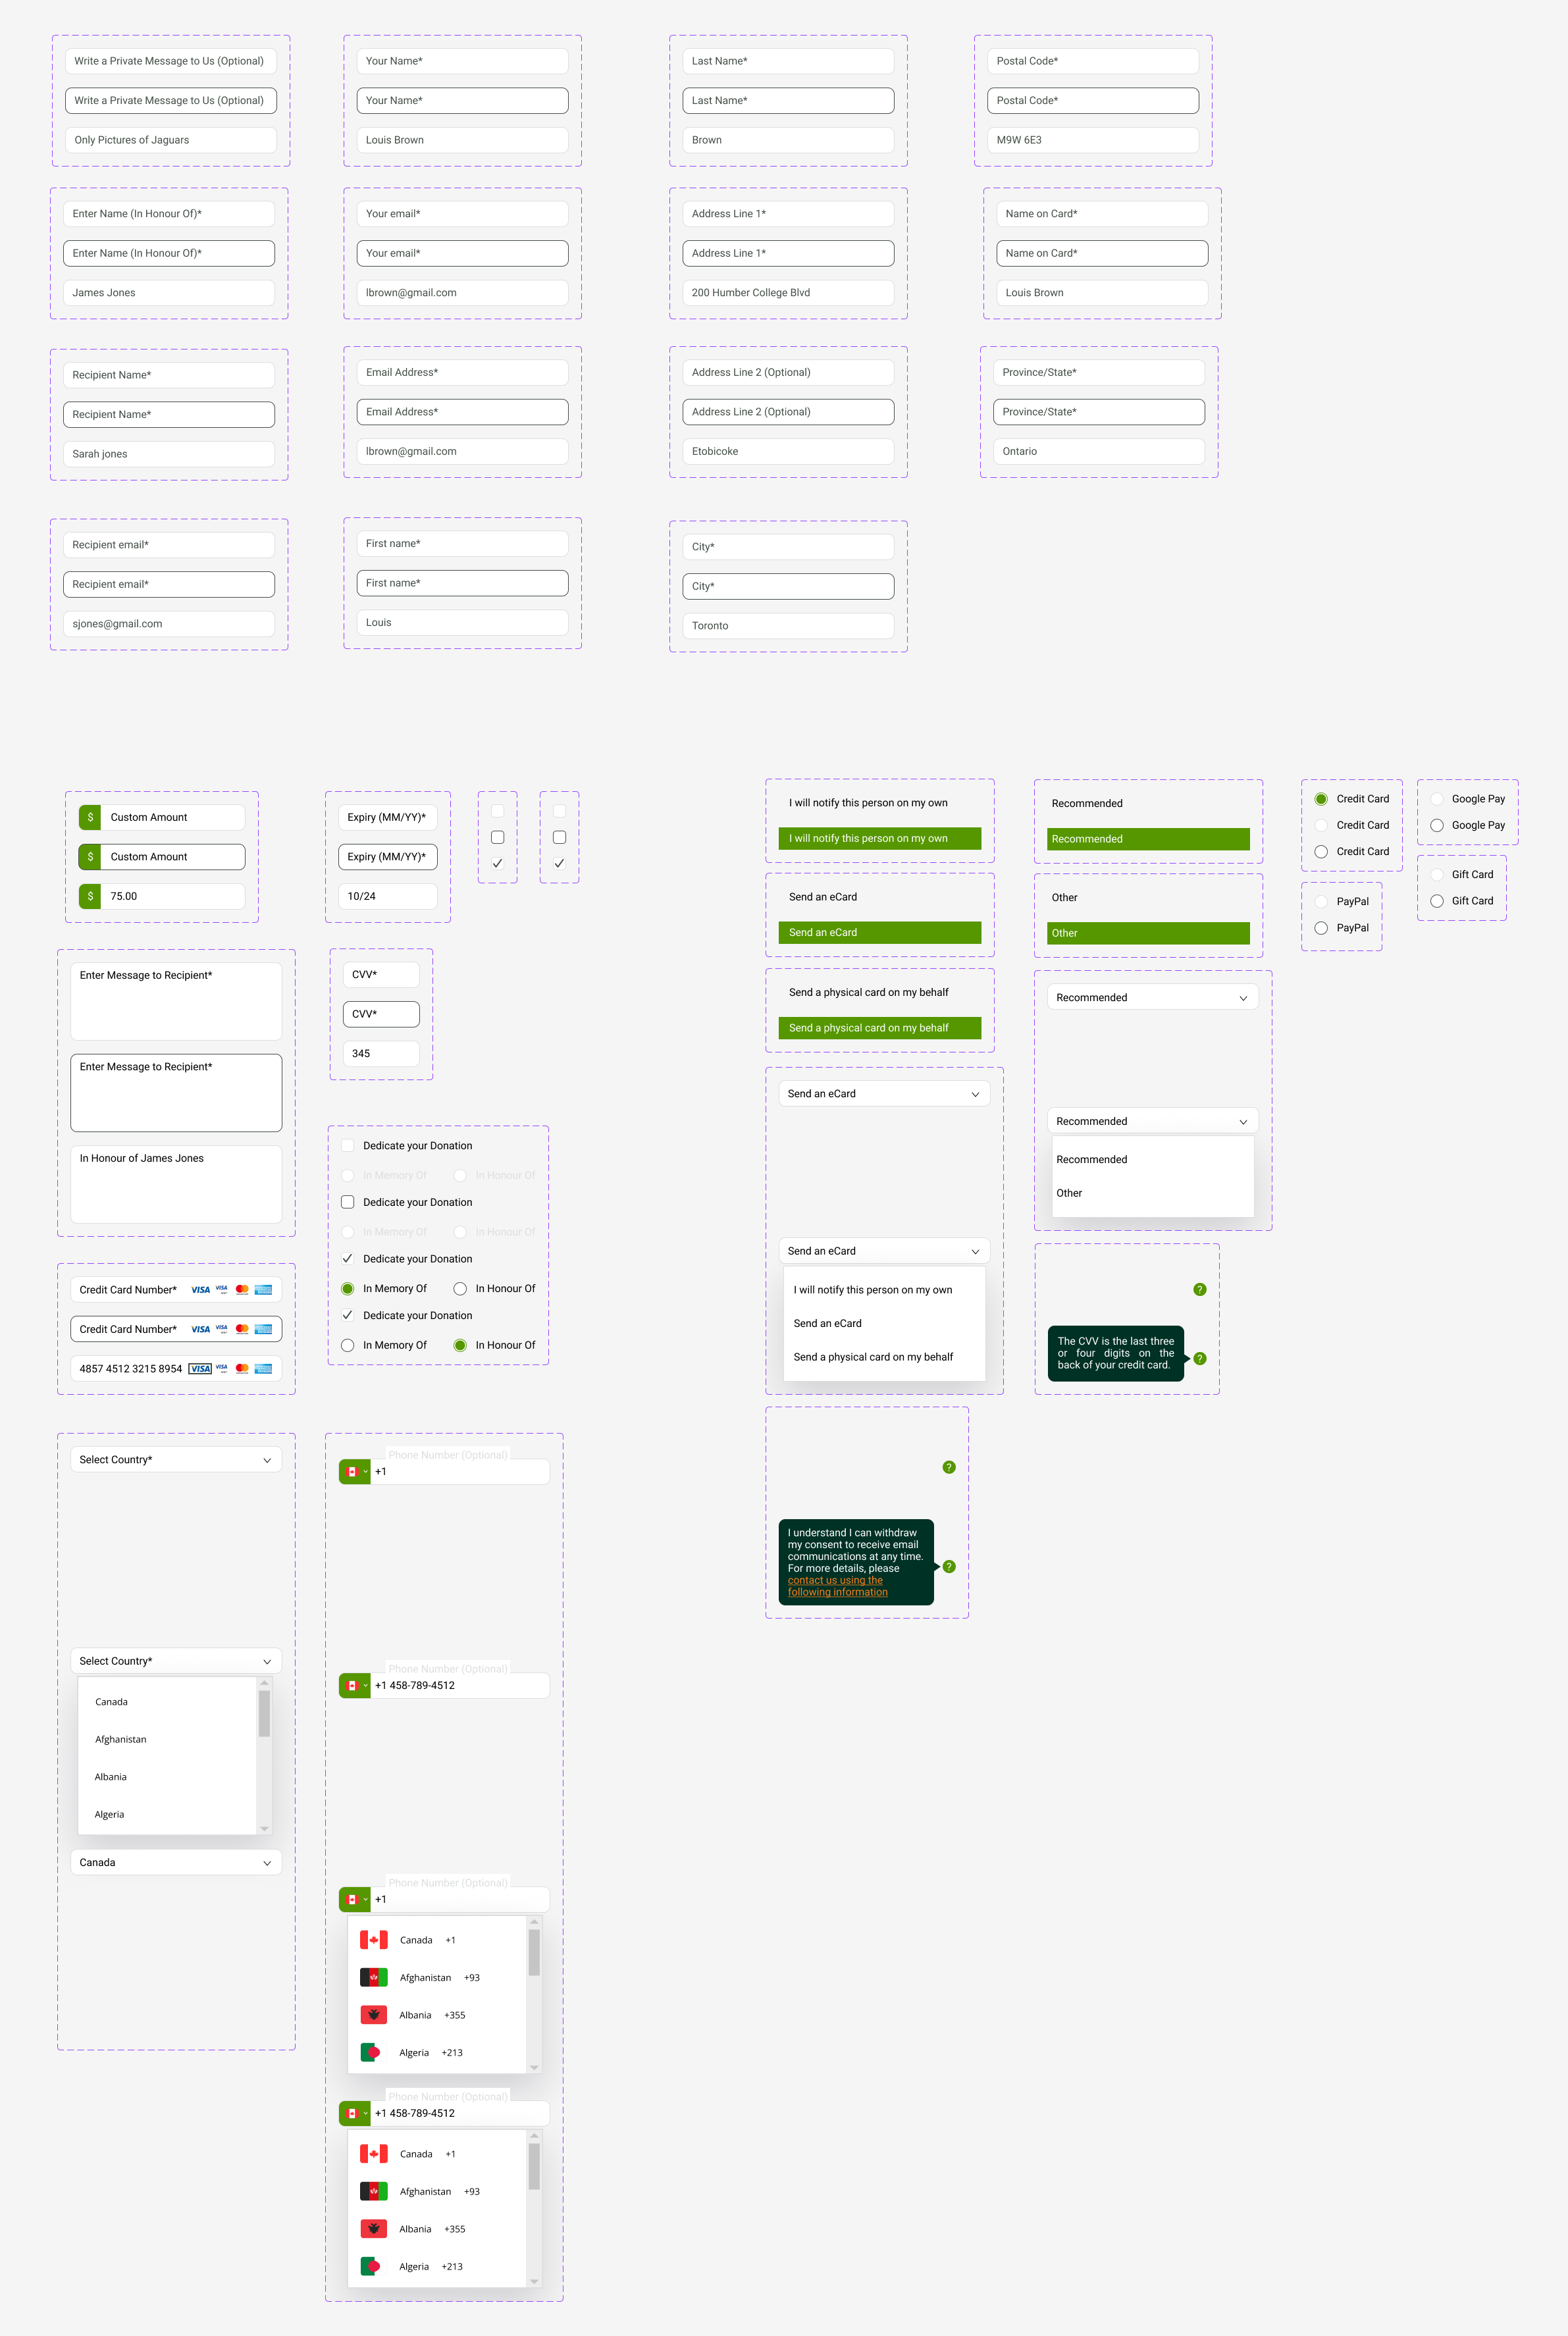 Write a Private Message to Us (Optional)
Write a Private Message to Us (Optional)
Only Pictures of Jaguars
Your Name*
Your Name*
Louis Brown
Last Name*
Last Name*
Brown
Postal Code*
Postal Code*
M9W 6E3
Enter Name (In Honour Of)*
Enter Name (In Honour Of)*
James Jones
Your email*
Your email*
lbrown@gmail.com
Address Line 1*
Address Line 1*
200 Humber College Blvd
Name on Card*
Name on Card*
Louis Brown
Recipient Name*
Recipient Name*
Sarah jones
Email Address*
Email Address*
lbrown@gmail.com
Address Line 2 (Optional)
Address Line 2 (Optional)
Etobicoke
Province/State*
Province/State*
Ontario
Recipient email*
Recipient email*
sjones@gmail.com
First name*
First name*
Louis
City*
City*
Toronto
$ Custom Amount
$ Custom Amount
$ 75.00
Expiry (MM/YY)*
Expiry (MM/YY)*
10/24
Enter Message to Recipient*
Enter Message to Recipient*
In Honour of James Jones
CVV*
CVV*
345
Dedicate your Donation
In Memory Of In Honour Of
Dedicate your Donation
In Memory Of In Honour Of
Dedicate your Donation
In Memory Of In Honour Of
Dedicate your Donation
In Memory Of In Honour Of
Credit Card Number* VISA VISA
Credit Card Number* VISA VISA
4857 4512 3215 8954 VISA VISA
I will notify this person on my own
I will notify this person on my own
Send an eCard
Send an eCard
Send a physical card on my behalf
Send a physical card on my behalf
Send an eCard
Send an eCard
I will notify this person on my own
Send an eCard
Send a physical card on my behalf
Recommended
Recommended
Other
Other
Recommended
Recommended
Recommended
Other
Credit Card
Credit Card
Credit Card
PayPal
PayPal
Google Pay
Google Pay
Gift Card
Gift Card
?
The CVV is the last three
or four digits on the
back of your credit card.
?
?
I understand I can withdraw
my consent to receive email
communications at any time.
For more details, please
contact us using the
following information
?
Select Country*
Select Country*
Canada
Afghanistan
Albania
Algeria
Canada
Phone Number (Optional)
+1
Phone Number (Optional)
+1 458-789-4512
Phone Number (Optional)
+1
Canada +1
Afghanistan +93
Albania +355
Algeria +213
Phone Number (Optional)
+1 458-789-4512
Canada +1
Afghanistan +93
Albania +355
Algeria +213